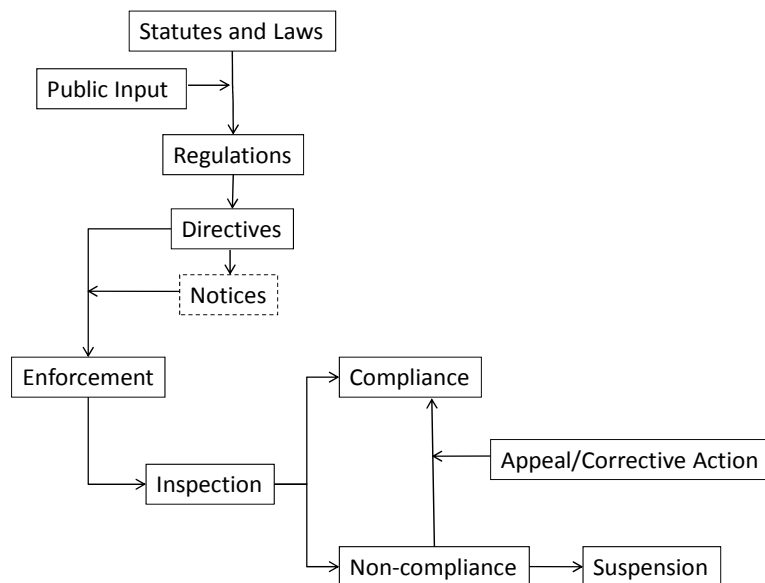 Statutes and Laws
Public Input
Regulations
Directives
Notices
Enforcement
Compliance
Appeal/Corrective Action
Inspection
Non-compliance
Suspension